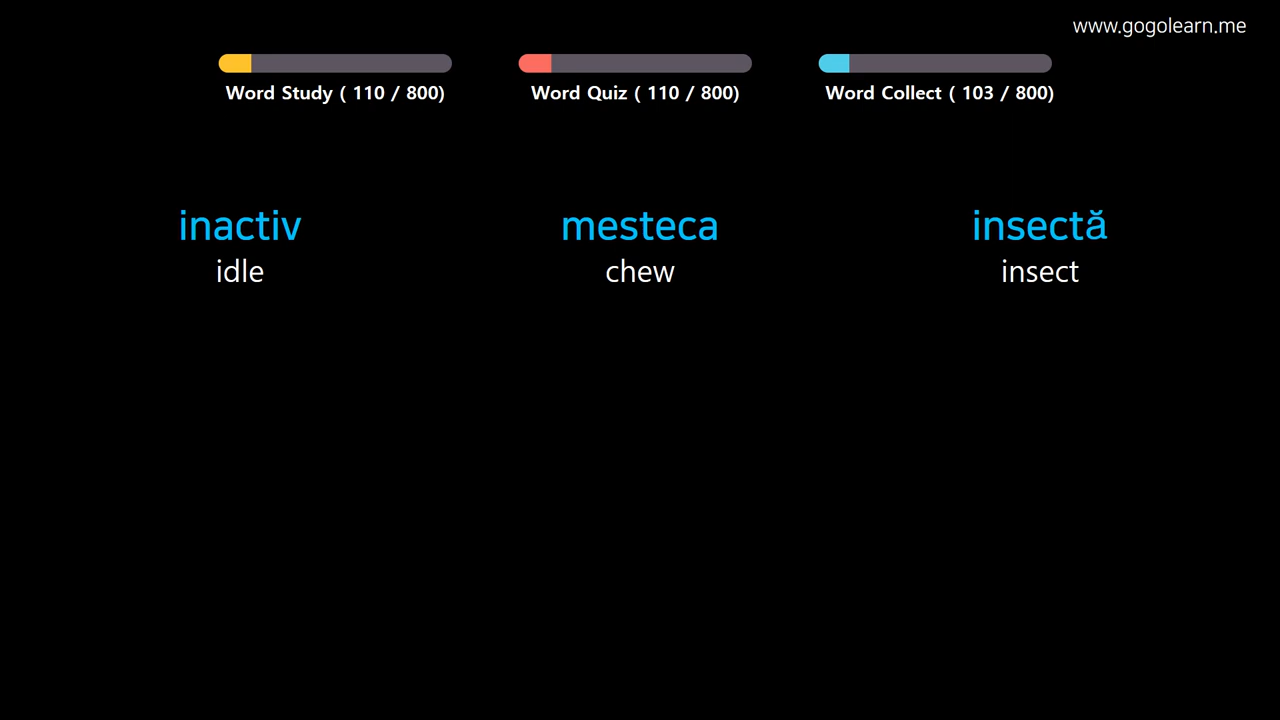 www.gogolearn.me
Word Study ( 110 / 800)
Word Quiz ( 110 / 800)
Word Collect ( 103 / 800)
inactiv
idle
mesteca
chew
insectă
insect